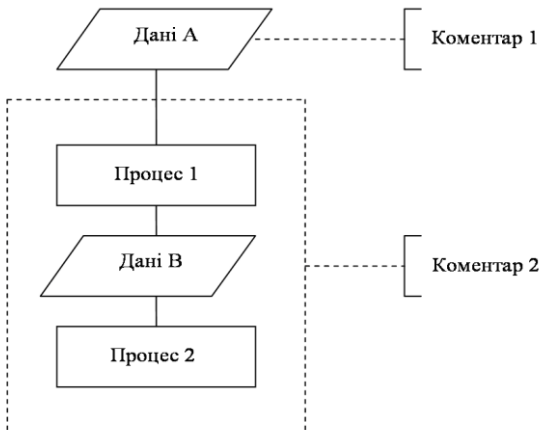 Дані А
Коментар 1
Процес 1
Дані В
Коментар 2
Процес 2